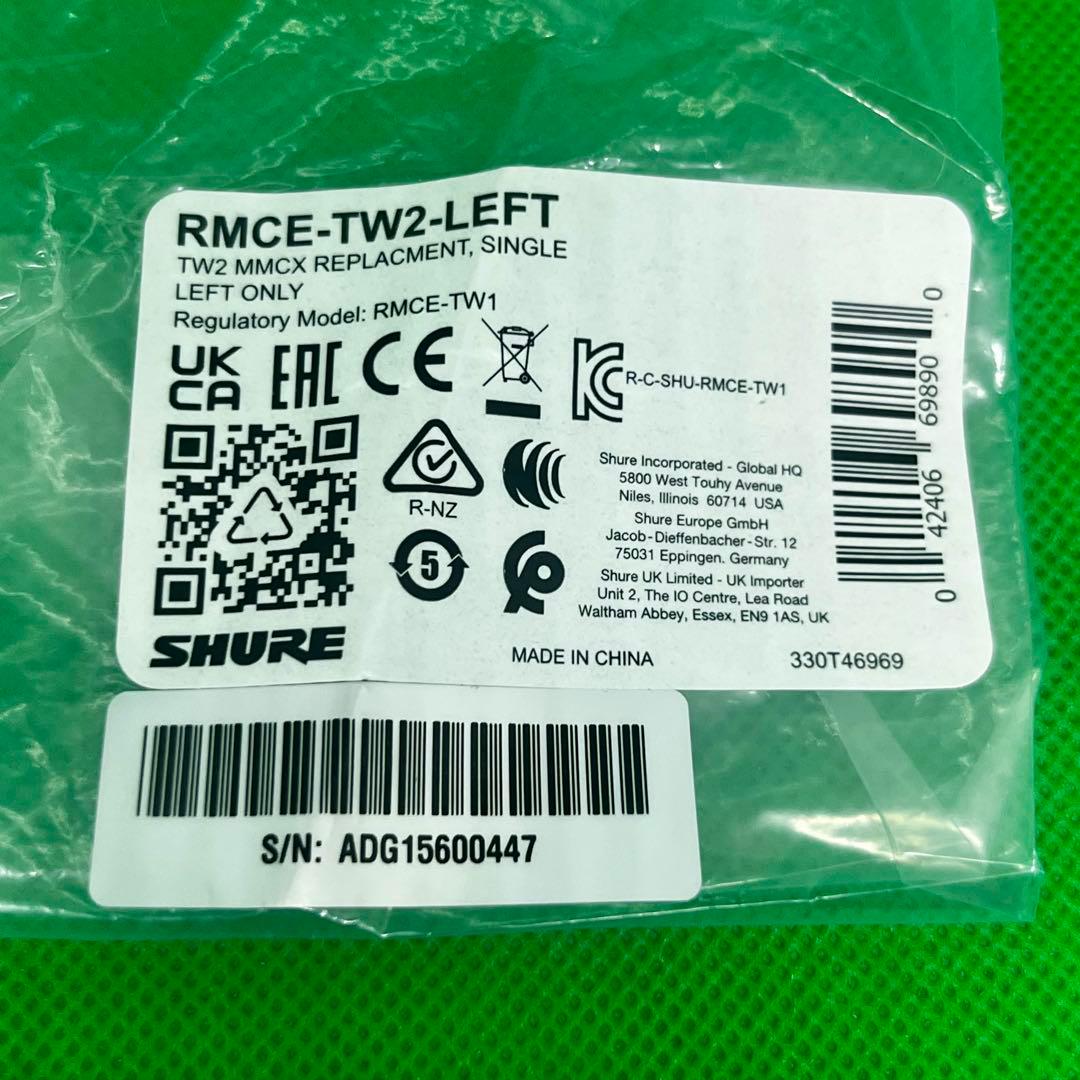 RMCE-TW2-LEFT
TW2 MMCX REPLACMENT, SINGLE
LEFT ONLY
Regulatory Model: RMCE-TW1
UK
CA
EAC
CE
KC
R-C-SHU-RMCE-TW1
R-NZ
5
Shure Incorporated - Global HQ
5800 West Touhy Avenue
Niles, Illinois 60714 USA
Shure Europe GmbH
Jacob-Dieffenbacher-Str. 12
75031 Eppingen. Germany
Shure UK Limited - UK Importer
Unit 2, The IO Centre, Lea Road
Waltham Abbey, Essex, EN9 1AS, UK
0 42406 69890 0
SHURE
MADE IN CHINA
330T46969
S/N: ADG15600447